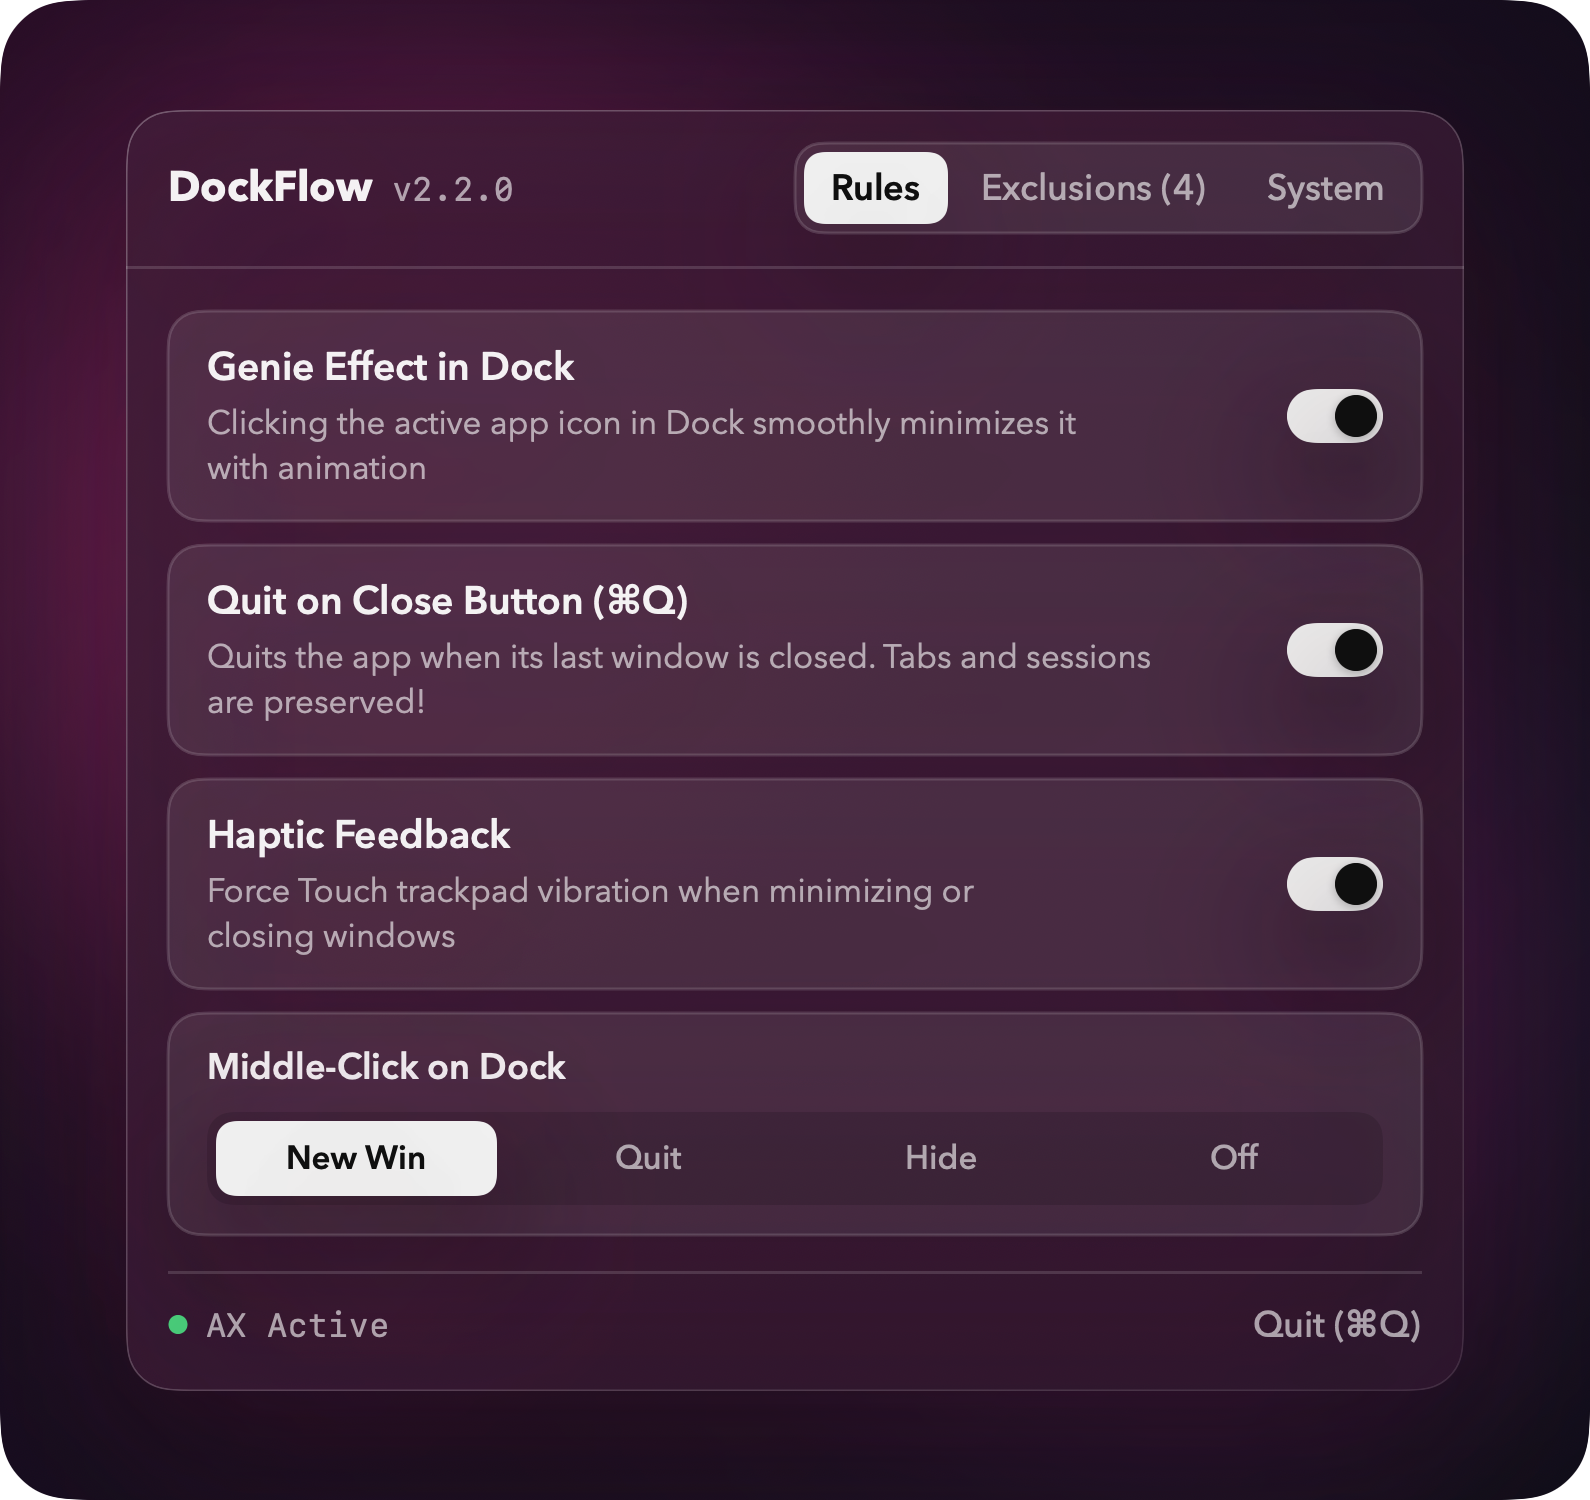 DockFlow v2.2.0
Rules Exclusions (4) System
Genie Effect in Dock
Clicking the active app icon in Dock smoothly minimizes it
with animation
Quit on Close Button (⌘Q)
Quits the app when its last window is closed. Tabs and sessions
are preserved!
Haptic Feedback
Force Touch trackpad vibration when minimizing or
closing windows
Middle-Click on Dock
New Win Quit Hide Off
AX Active Quit (⌘Q)